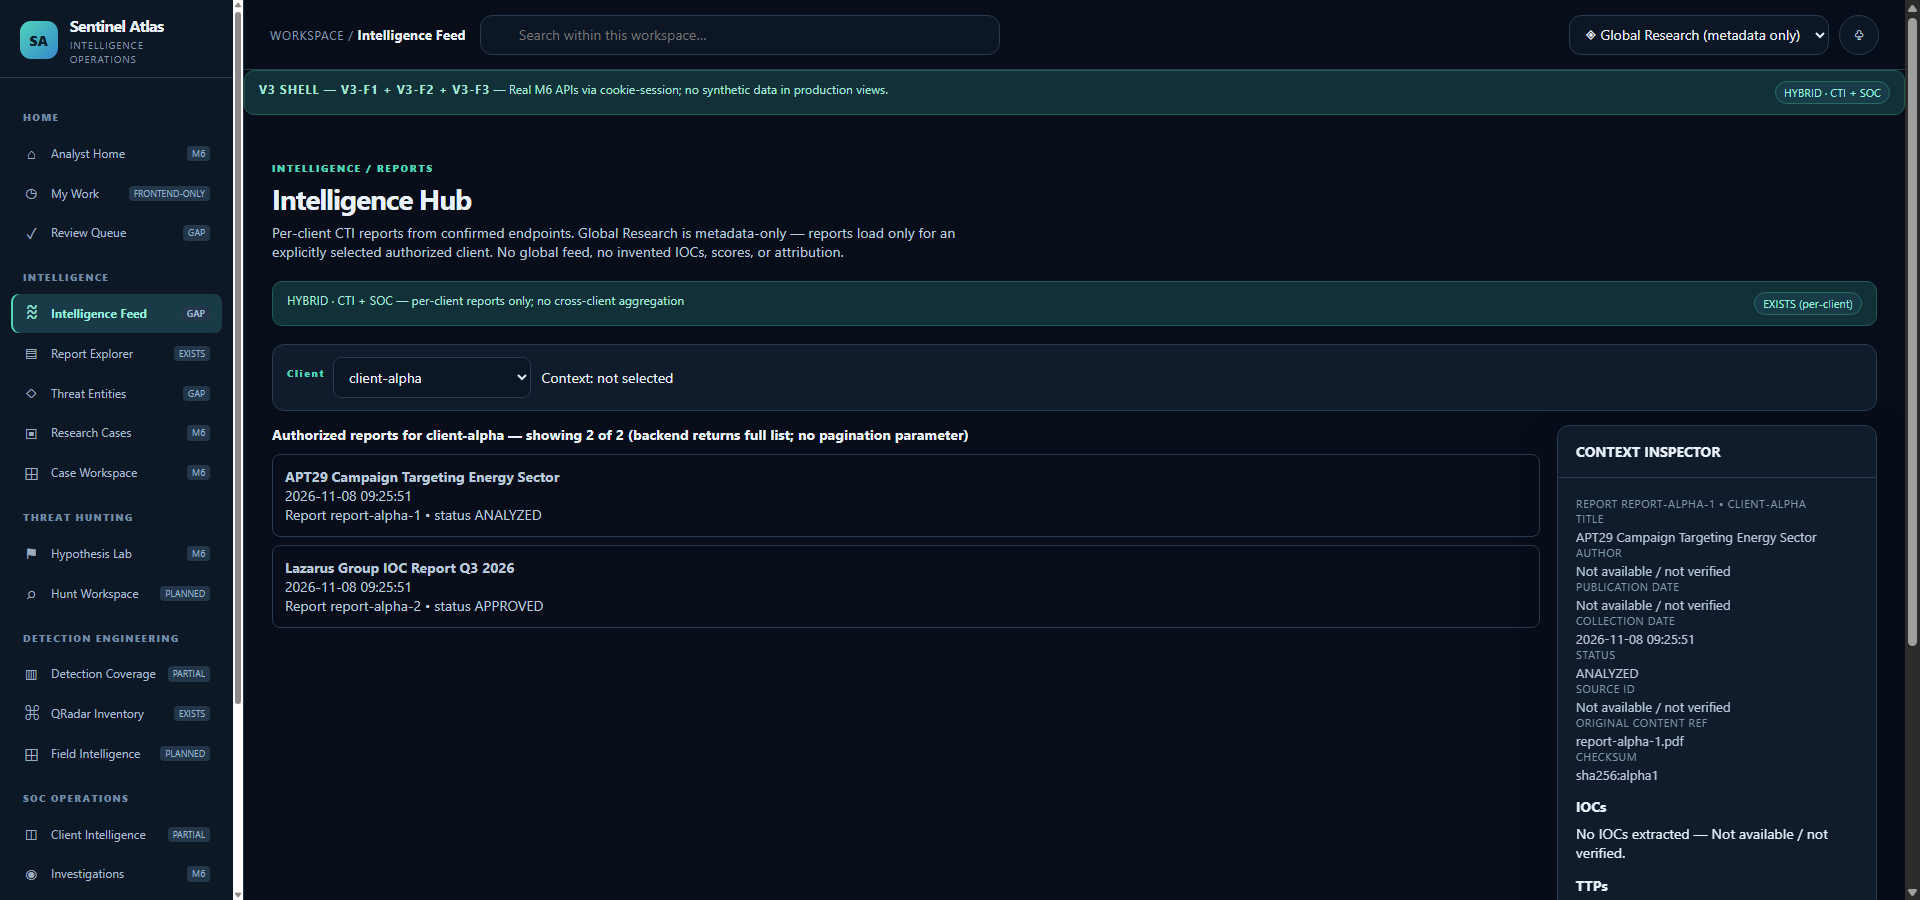 SA
Sentinel Atlas
INTELLIGENCE
OPERATIONS
HOME
Analyst Home M6
My Work FRONTEND-ONLY
Review Queue GAP
INTELLIGENCE
Intelligence Feed GAP
Report Explorer EXISTS
Threat Entities GAP
Research Cases M6
Case Workspace M6
THREAT HUNTING
Hypothesis Lab M6
Hunt Workspace PLANNED
DETECTION ENGINEERING
Detection Coverage PARTIAL
QRadar Inventory EXISTS
Field Intelligence PLANNED
SOC OPERATIONS
Client Intelligence PARTIAL
Investigations M6
WORKSPACE / Intelligence Feed
Search within this workspace...
◈ Global Research (metadata only)
V3 SHELL — V3-F1 + V3-F2 + V3-F3 — Real M6 APIs via cookie-session; no synthetic data in production views.
HYBRID · CTI + SOC
INTELLIGENCE / REPORTS
Intelligence Hub
Per-client CTI reports from confirmed endpoints. Global Research is metadata-only — reports load only for an
explicitly selected authorized client. No global feed, no invented IOCs, scores, or attribution.
HYBRID · CTI + SOC — per-client reports only; no cross-client aggregation
EXISTS (per-client)
Client client-alpha Context: not selected
Authorized reports for client-alpha — showing 2 of 2 (backend returns full list; no pagination parameter)
APT29 Campaign Targeting Energy Sector
2026-11-08 09:25:51
Report report-alpha-1 • status ANALYZED
Lazarus Group IOC Report Q3 2026
2026-11-08 09:25:51
Report report-alpha-2 • status APPROVED
CONTEXT INSPECTOR
REPORT REPORT-ALPHA-1 • CLIENT-ALPHA
TITLE
APT29 Campaign Targeting Energy Sector
AUTHOR
Not available / not verified
PUBLICATION DATE
Not available / not verified
COLLECTION DATE
2026-11-08 09:25:51
STATUS
ANALYZED
SOURCE ID
Not available / not verified
ORIGINAL CONTENT REF
report-alpha-1.pdf
CHECKSUM
sha256:alpha1
IOCs
No IOCs extracted — Not available / not
verified.
TTPs